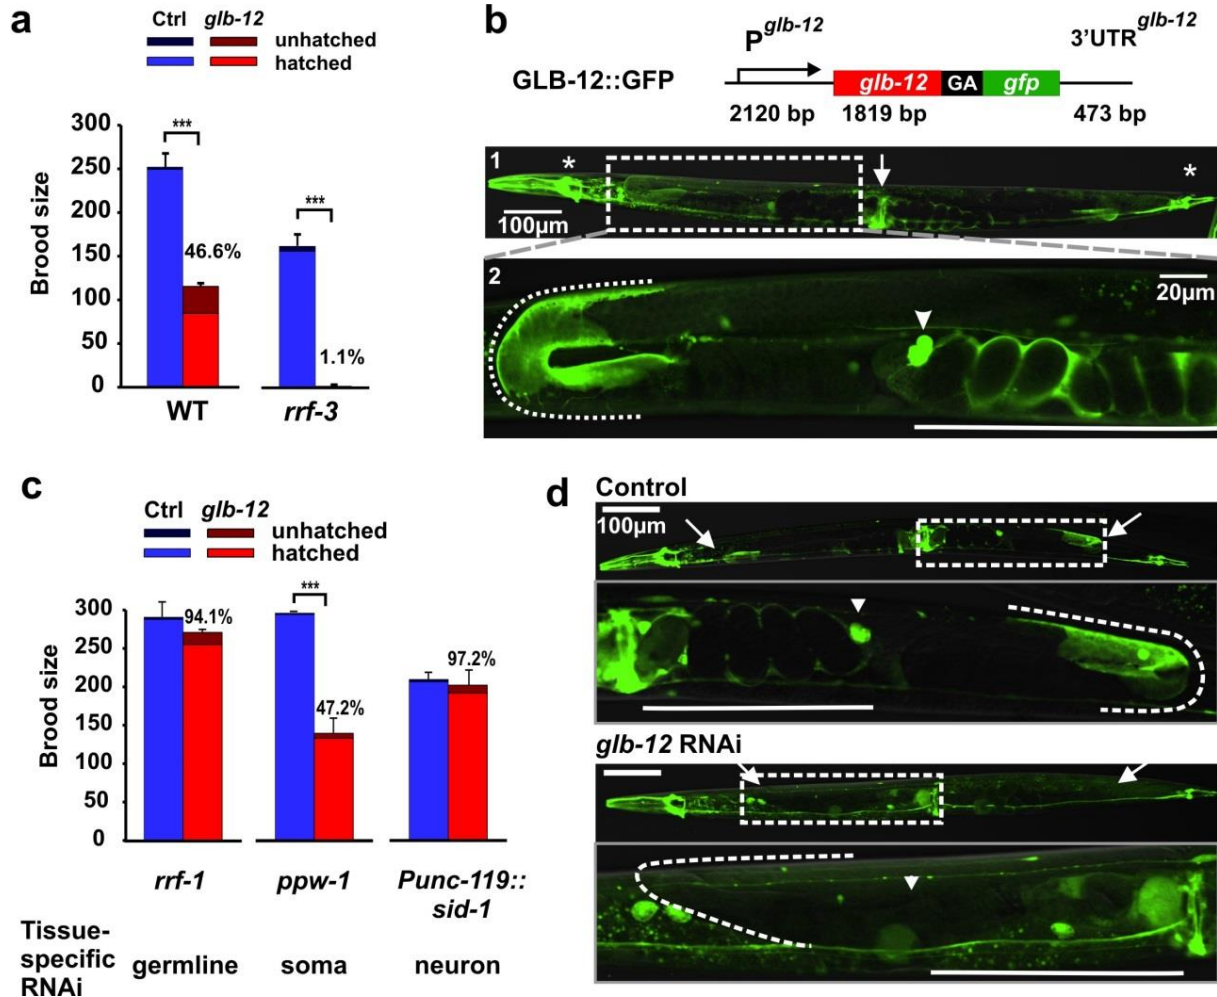 a
Ctrl glb-12
unhatched
hatched
Brood size
300
250
200
150
100
50
0
***
46.6%
***
1.1%
WT rrf-3
b
P^glb-12 3'UTR^glb-12
GLB-12::GFP
glb-12 GA gfp
2120 bp 1819 bp 473 bp
1 * *
100µm
2
20µm
c
Ctrl glb-12
unhatched
hatched
Brood size
300
250
200
150
100
50
0
94.1%
***
47.2%
97.2%
rrf-1 ppw-1 Punc-119::
sid-1
Tissue-
specific
RNAi
germline soma neuron
d
Control
100µm
glb-12 RNAi